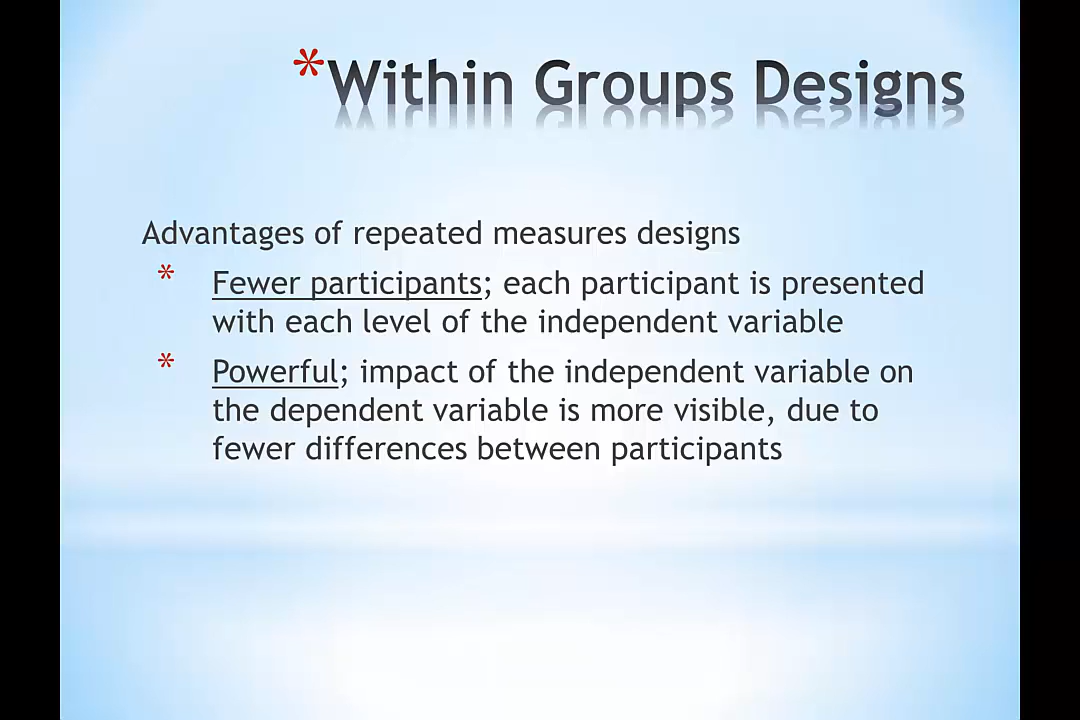 *Within Groups Designs
Advantages of repeated measures designs
* Fewer participants; each participant is presented
with each level of the independent variable
* Powerful; impact of the independent variable on
the dependent variable is more visible, due to
fewer differences between participants